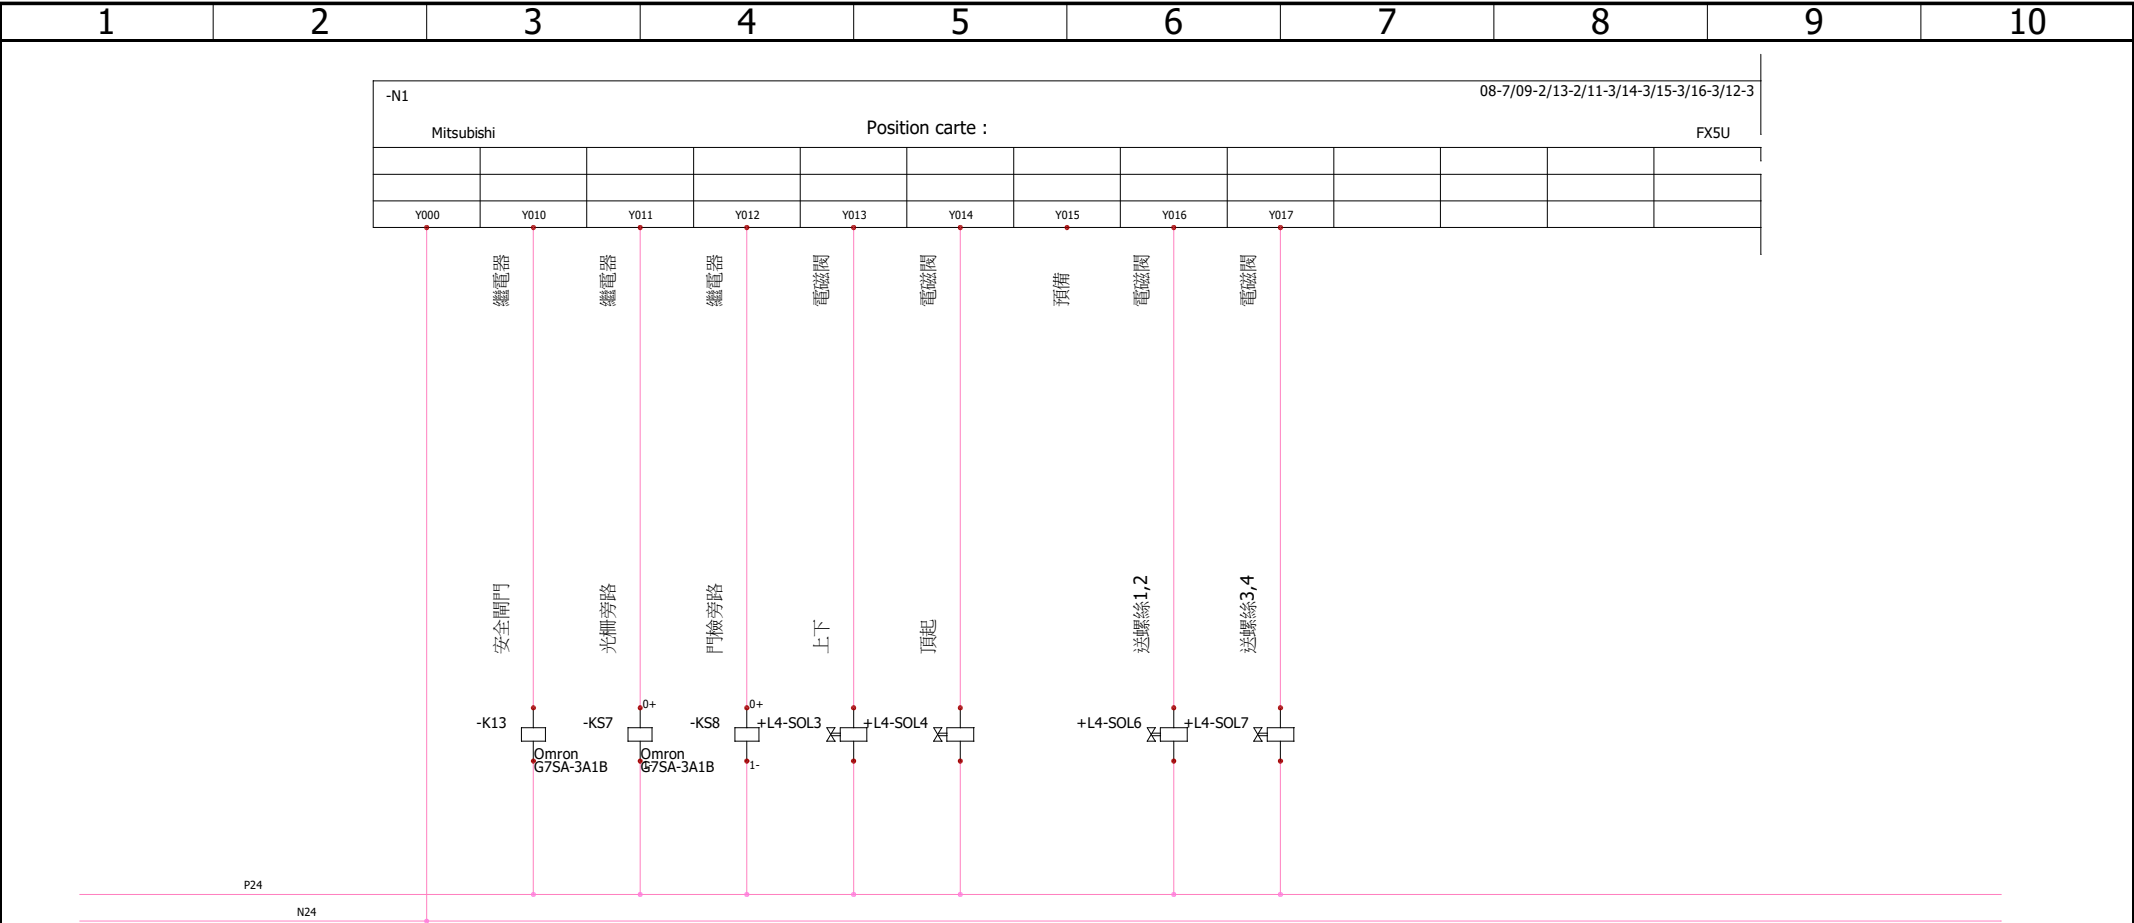 1 2 3 4 5 6 7 8 9 10
-N1 08-7/09-2/13-2/11-3/14-3/15-3/16-3/12-3
Mitsubishi Position carte : FX5U
Y000 Y010 Y011 Y012 Y013 Y014 Y015 Y016 Y017
繼電器 繼電器 繼電器 電磁閥 電磁閥 預備 電磁閥 電磁閥
安全閘門 光柵旁路 門檢旁路 上下 頂起 送螺絲1,2 送螺絲3,4
0+ 0+
-K13 -KS7 -KS8 +L4-SOL3 +L4-SOL4 +L4-SOL6 +L4-SOL7
Omron Omron
G7SA-3A1B G7SA-3A1B 1-
P24
N24